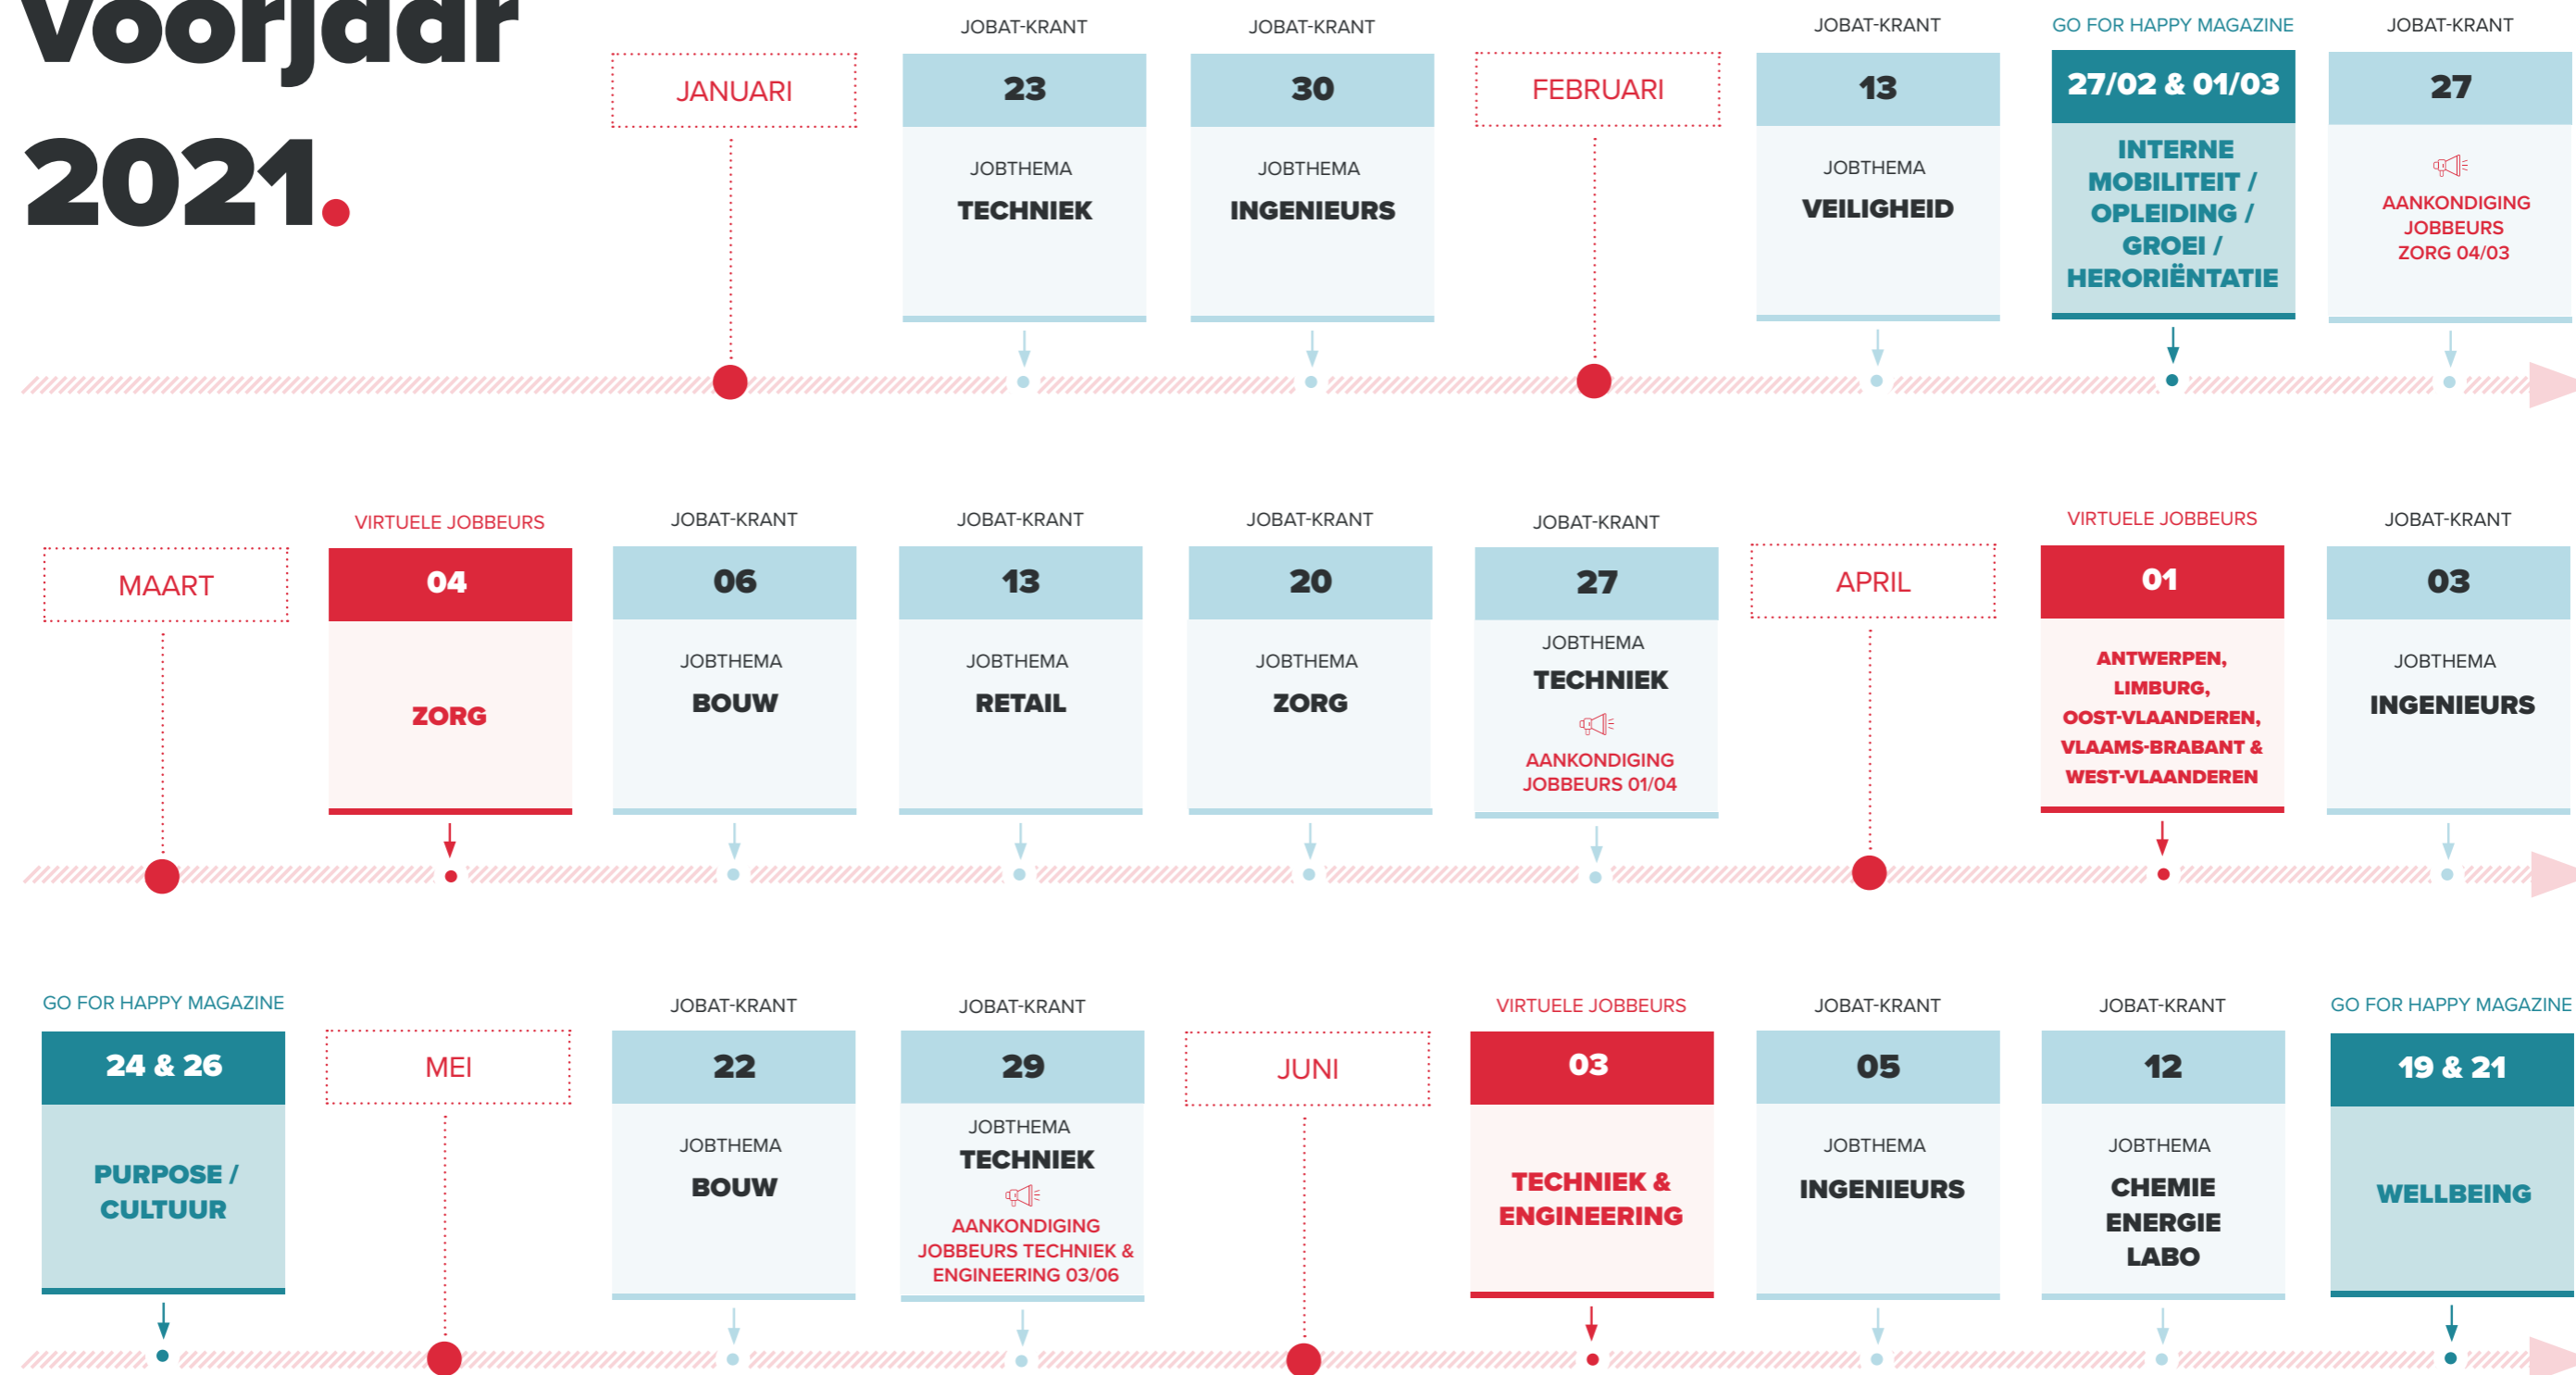 Voorjaar
2021.
JANUARI
JOBAT-KRANT
23
JOBTHEMA
TECHNIEK
JOBAT-KRANT
30
JOBTHEMA
INGENIEURS
FEBRUARI
JOBAT-KRANT
13
JOBTHEMA
VEILIGHEID
GO FOR HAPPY MAGAZINE
27/02 & 01/03
INTERNE
MOBILITEIT /
OPLEIDING /
GROEI /
HERORIËNTATIE
JOBAT-KRANT
27
AANKONDIGING
JOBBEURS
ZORG 04/03
MAART
VIRTUELE JOBBEURS
04
ZORG
JOBAT-KRANT
06
JOBTHEMA
BOUW
JOBAT-KRANT
13
JOBTHEMA
RETAIL
JOBAT-KRANT
20
JOBTHEMA
ZORG
JOBAT-KRANT
27
JOBTHEMA
TECHNIEK
AANKONDIGING
JOBBEURS 01/04
APRIL
VIRTUELE JOBBEURS
01
ANTWERPEN,
LIMBURG,
OOST-VLAANDEREN,
VLAAMS-BRABANT &
WEST-VLAANDEREN
JOBAT-KRANT
03
JOBTHEMA
INGENIEURS
GO FOR HAPPY MAGAZINE
24 & 26
PURPOSE /
CULTUUR
MEI
JOBAT-KRANT
22
JOBTHEMA
BOUW
JOBAT-KRANT
29
JOBTHEMA
TECHNIEK
AANKONDIGING
JOBBEURS TECHNIEK &
ENGINEERING 03/06
JUNI
VIRTUELE JOBBEURS
03
TECHNIEK &
ENGINEERING
JOBAT-KRANT
05
JOBTHEMA
INGENIEURS
JOBAT-KRANT
12
JOBTHEMA
CHEMIE
ENERGIE
LABO
GO FOR HAPPY MAGAZINE
19 & 21
WELLBEING